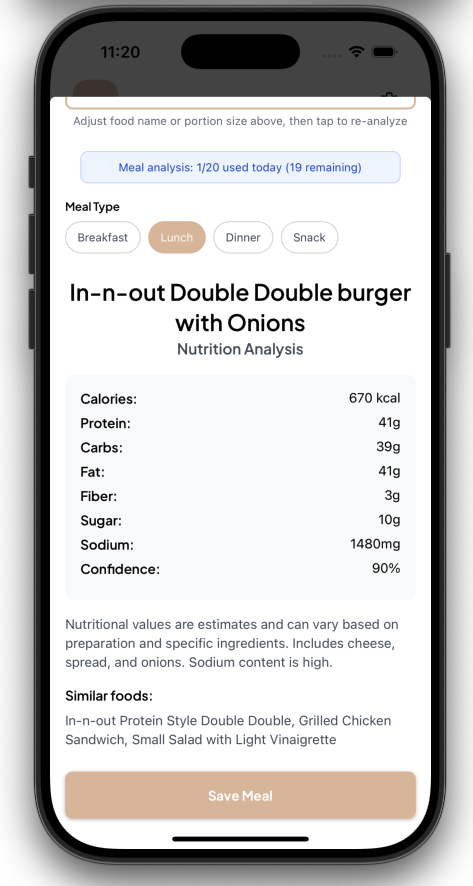 11:20
Adjust food name or portion size above, then tap to re-analyze
Meal analysis: 1/20 used today (19 remaining)
Meal Type
Breakfast
Lunch
Dinner
Snack
In-n-out Double Double burger
with Onions
Nutrition Analysis
Calories: 670 kcal
Protein: 41g
Carbs: 39g
Fat: 41g
Fiber: 3g
Sugar: 10g
Sodium: 1480mg
Confidence: 90%
Nutritional values are estimates and can vary based on
preparation and specific ingredients. Includes cheese,
spread, and onions. Sodium content is high.
Similar foods:
In-n-out Protein Style Double Double, Grilled Chicken
Sandwich, Small Salad with Light Vinaigrette
Save Meal